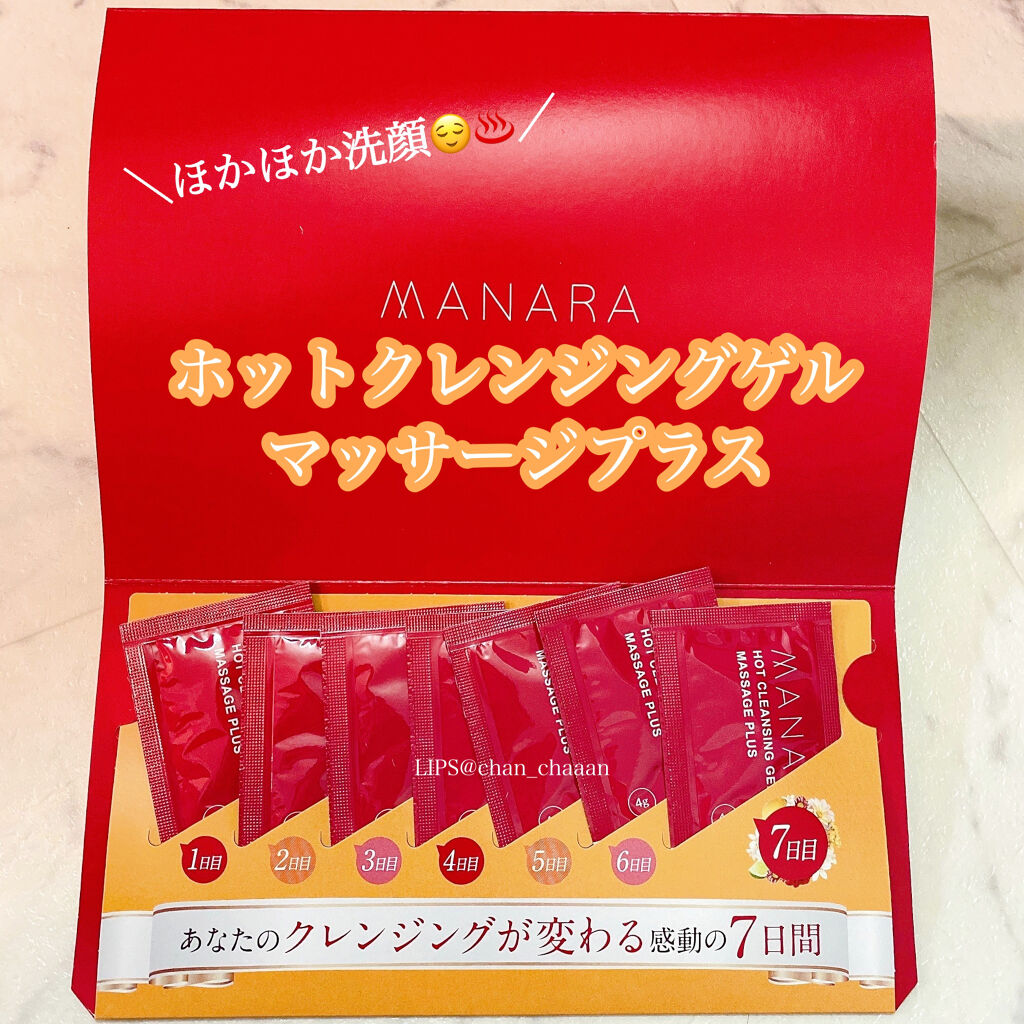 ＼ほかほか洗顔😌♨️／
MANARA
ホットクレンジングゲル
マッサージプラス
MASSAGE PLUS
MASSAGE PLUS
MASSAGE PLUS
4g
MANA
HOT CLEANSING GE
MASSAGE PLUS
LIPS@chan_chaaan
1日目
2日目
3日目
4日目
5日目
6日目
7日目
あなたのクレンジングが変わる感動の7日間